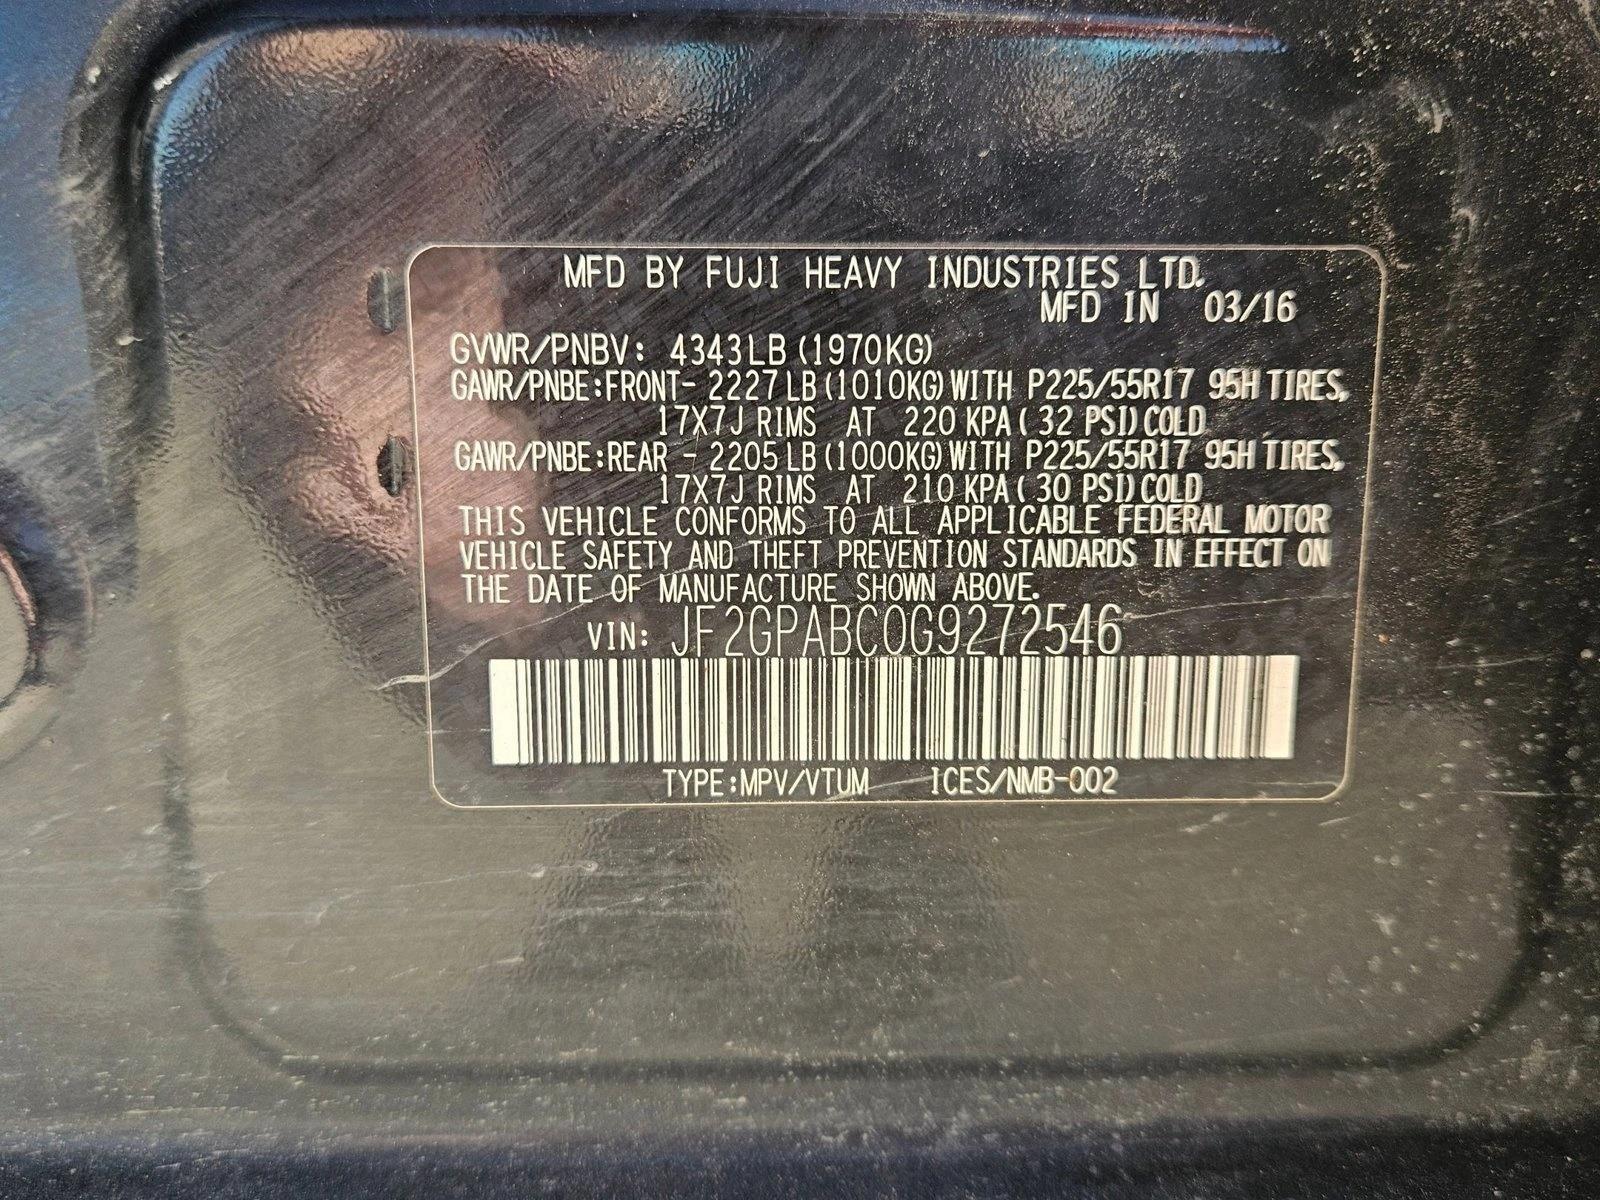 MFD BY FUJI HEAVY INDUSTRIES LTD.
MFD IN 03/16
GVWR/PNBV: 4343LB (1970KG)
GAWR/PNBE:FRONT- 2227LB (1010KG) WITH P225/55R17 95H TIRES,
17X7J RIMS AT 220 KPA( 32 PSI) COLD
GAWR/PNBE:REAR - 2205LB (1000KG) WITH P225/55R17 95H TIRES,
17X7J RIMS AT 210 KPA( 30 PSI) COLD
THIS VEHICLE CONFORMS TO ALL APPLICABLE FEDERAL MOTOR
VEHICLE SAFETY AND THEFT PREVENTION STANDARDS IN EFFECT ON
THE DATE OF MANUFACTURE SHOWN ABOVE.
VIN: JF2GPABC0G9272546
TYPE:MPV/VTUM ICES/NMB-002